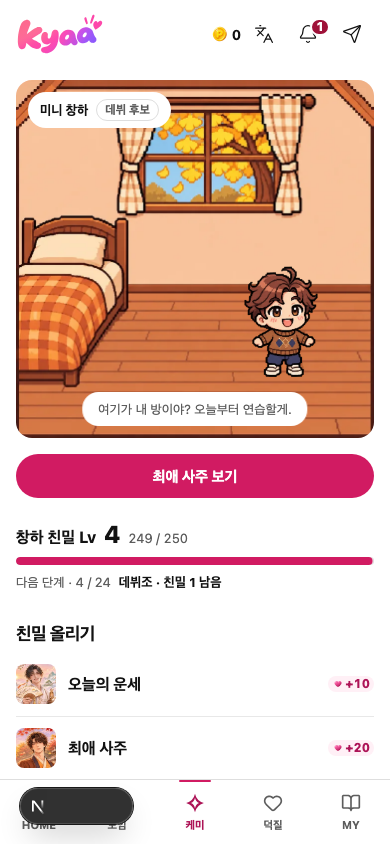 Kyaa
0
1
미니 창하 데뷔 후보
여기가 내 방이야? 오늘부터 연습할게.
최애 사주 보기
창하 친밀 Lv 4 249 / 250
다음 단계 · 4 / 24 데뷔조 · 친밀 1 남음
친밀 올리기
오늘의 운세 +10
최애 사주 +20
N
HOME 케미 덕질 MY